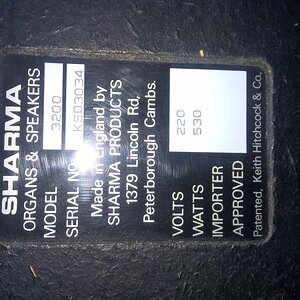 SHARMA
ORGANS & SPEAKERS
MODEL 3200
SERIAL NO. KS03034
Made in England by
SHARMA PRODUCTS
1379 Lincoln Rd,
Peterborough Cambs.
VOLTS 220
WATTS 530
IMPORTER
APPROVED
Patented, Keith Hitchcock & Co.